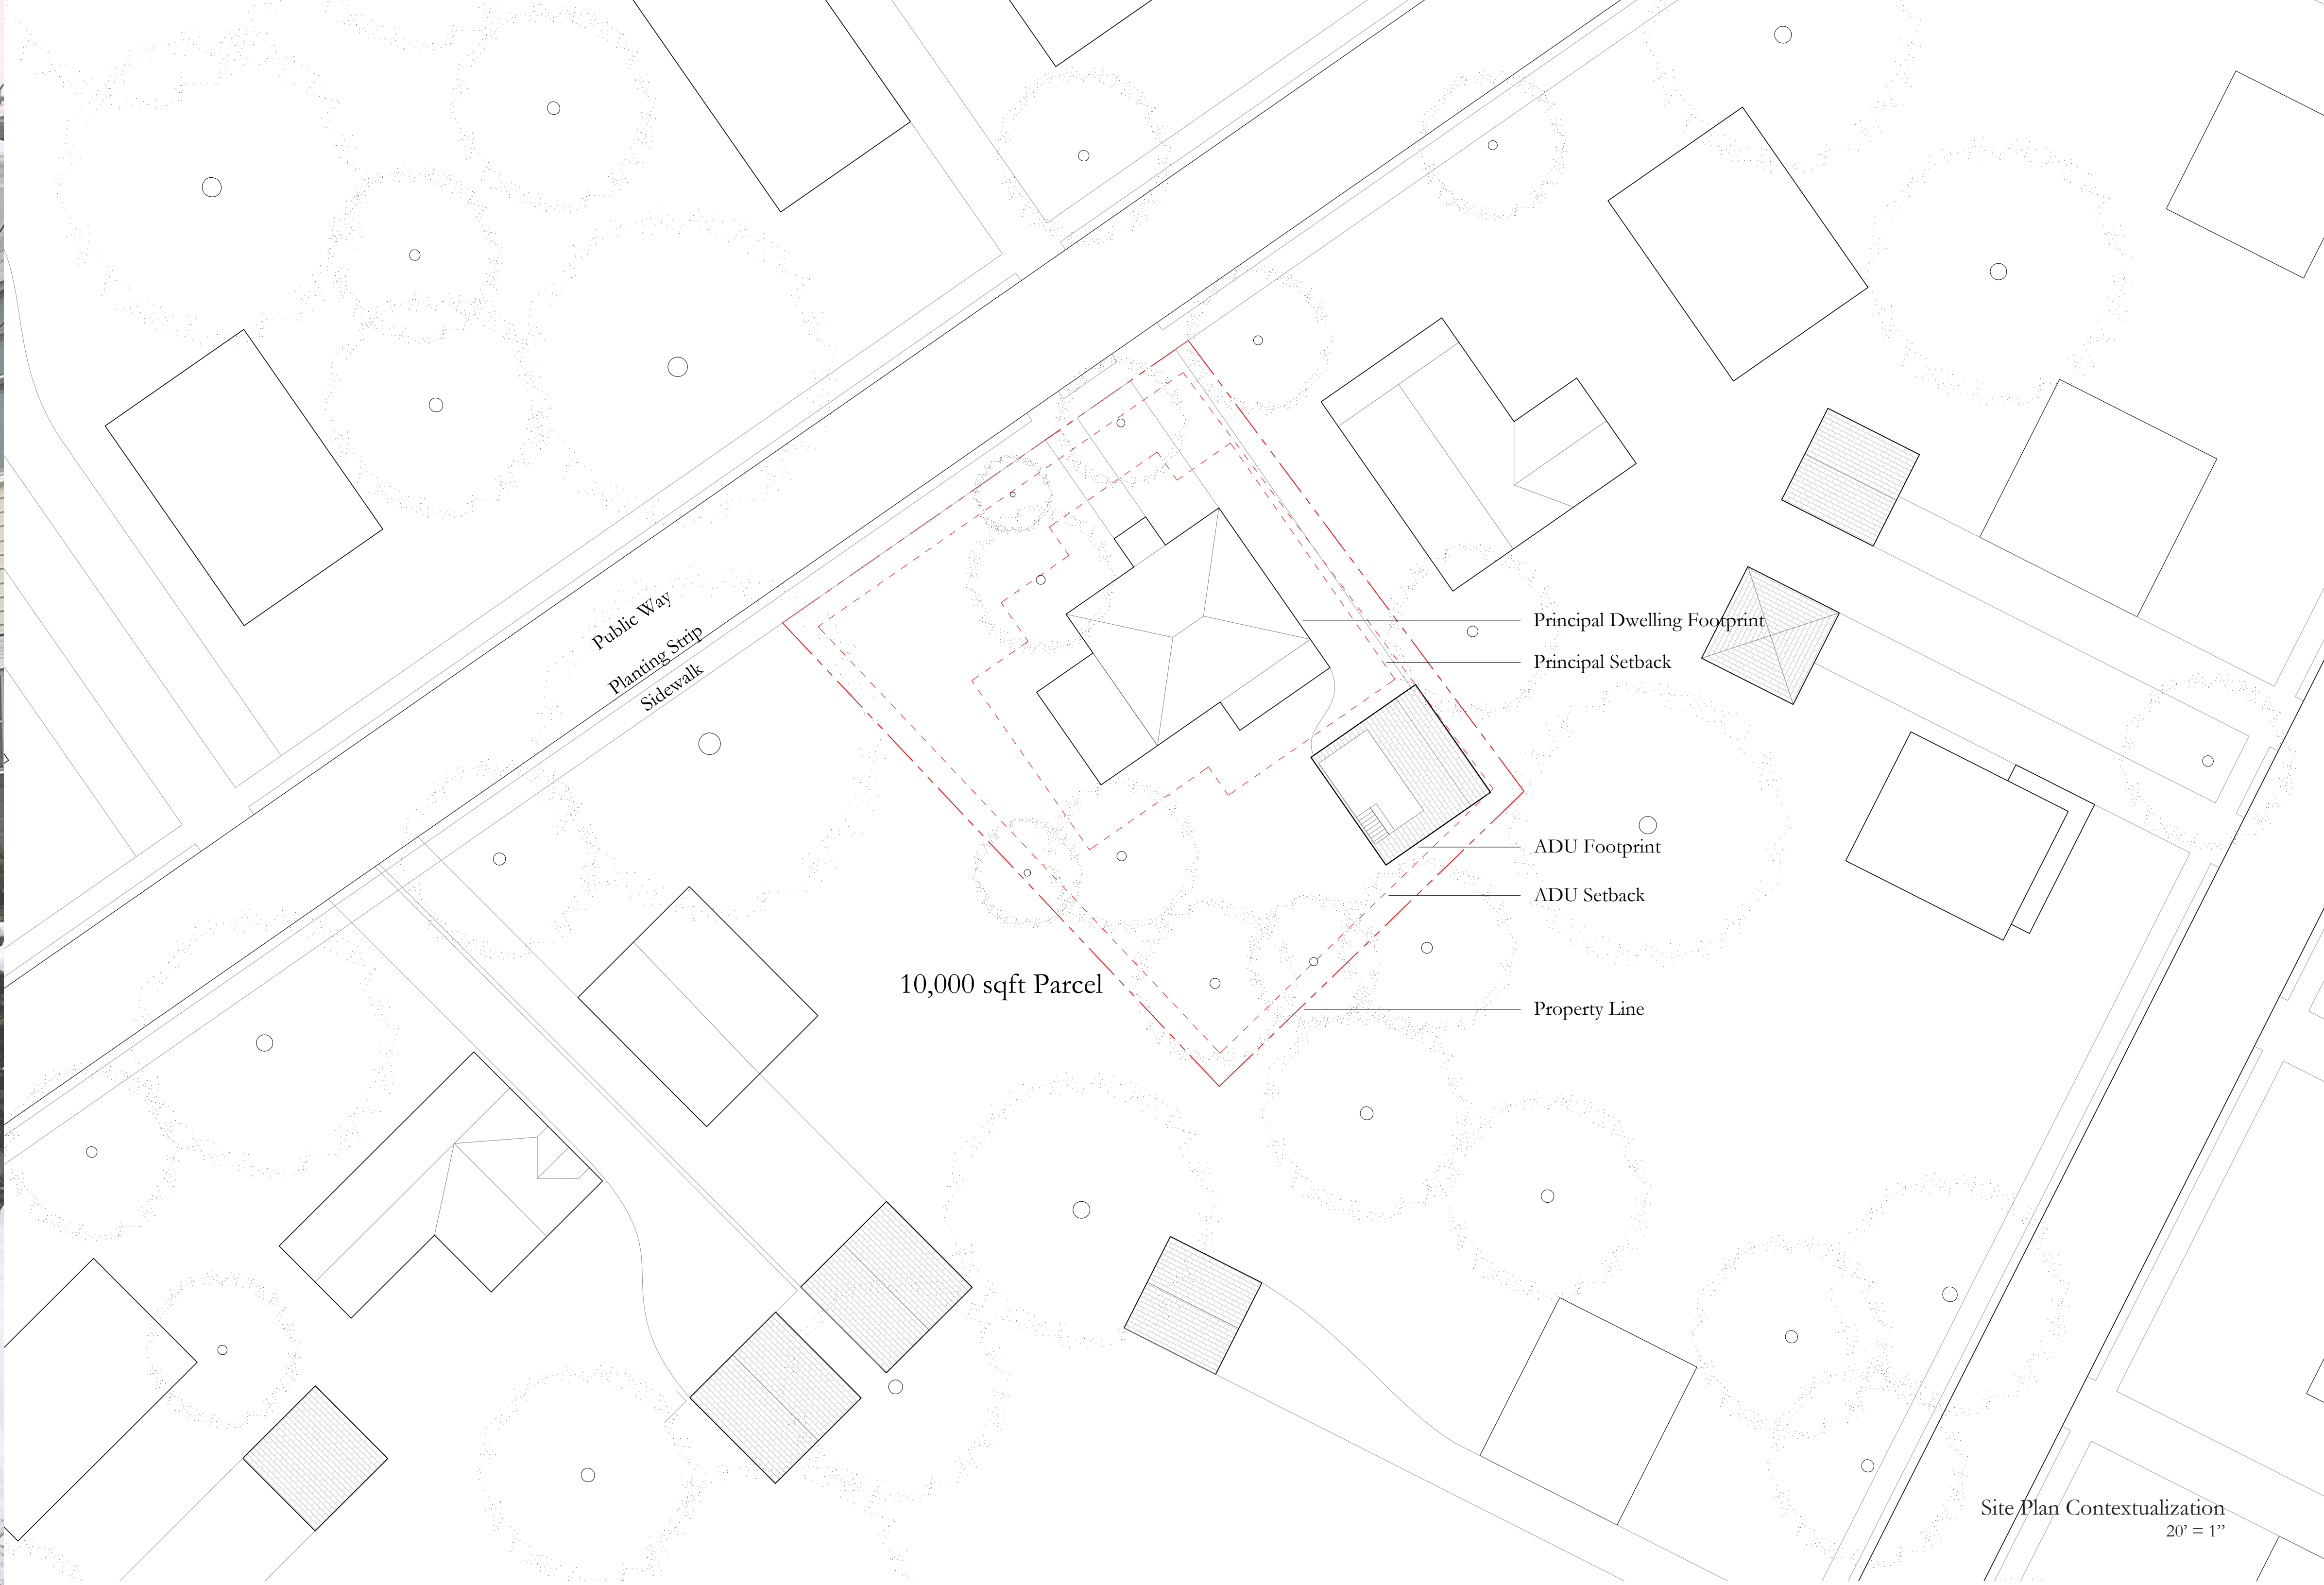 Public Way
Planting Strip
Sidewalk
Principal Dwelling Footprint
Principal Setback
ADU Footprint
ADU Setback
10,000 sqft Parcel
Property Line
Site Plan Contextualization
20’ = 1”